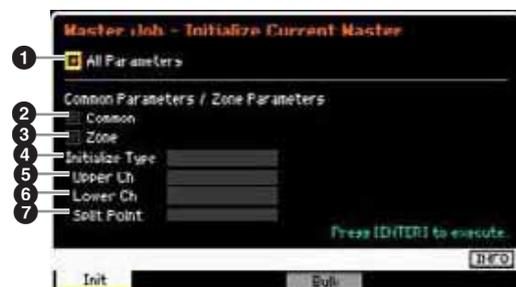 Master Job - Initialize Current Master
1 All Parameters
Common Parameters / Zone Parameters
2 Common
3 Zone
4 Initialize Type
5 Upper Ch
6 Lower Ch
7 Split Point
Press [ENTER] to execute.
INFO
Init Bulk